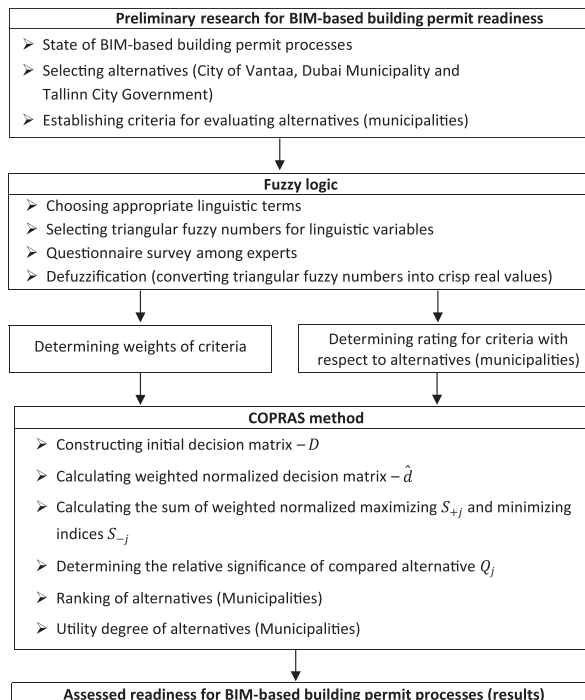 Preliminary research for BIM-based building permit readiness
➢ State of BIM-based building permit processes
➢ Selecting alternatives (City of Vantaa, Dubai Municipality and
Tallinn City Government)
➢ Establishing criteria for evaluating alternatives (municipalities)
Fuzzy logic
➢ Choosing appropriate linguistic terms
➢ Selecting triangular fuzzy numbers for linguistic variables
➢ Questionnaire survey among experts
➢ Defuzzification (converting triangular fuzzy numbers into crisp real values)
Determining weights of criteria
Determining rating for criteria with
respect to alternatives (municipalities)
COPRAS method
➢ Constructing initial decision matrix – D
➢ Calculating weighted normalized decision matrix – d̂
➢ Calculating the sum of weighted normalized maximizing S₊ⱼ and minimizing
indices S₋ⱼ
➢ Determining the relative significance of compared alternative Qⱼ
➢ Ranking of alternatives (Municipalities)
➢ Utility degree of alternatives (Municipalities)
Assessed readiness for BIM-based building permit processes (results)